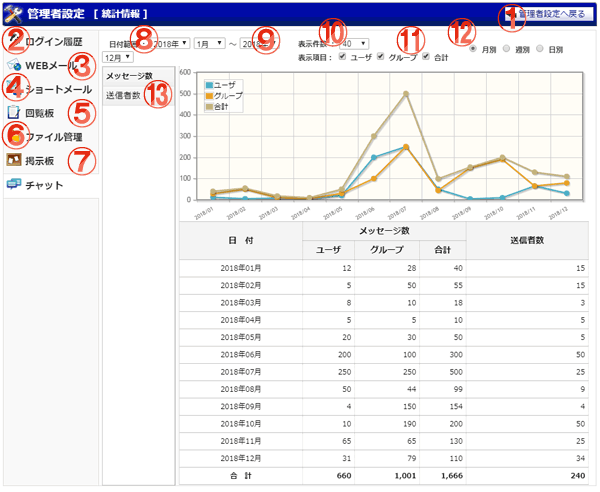 管理者設定 [ 統計情報 ] ① 管理者設定へ戻る
② ログイン履歴
WEBメール ③
④ ショートメール
回覧板 ⑤
⑥ ファイル管理
掲示板 ⑦
チャット
日付範囲: ⑧ 2018年 1月 ～ 2018年 ⑨
12月
表示件数: ⑩ 40
表示項目: ユーザ グループ 合計 ⑪
⑫ 月別 週別 日別
メッセージ数
送信者数 ⑬
600
500
400
300
200
100
0
ユーザ
グループ
合計
2018/01 2018/02 2018/03 2018/04 2018/05 2018/06 2018/07 2018/08 2018/09 2018/10 2018/11 2018/12
日 付 メッセージ数 送信者数
ユーザ グループ 合計
2018年01月 12 28 40 15
2018年02月 5 50 55 15
2018年03月 8 10 18 3
2018年04月 5 5 10 5
2018年05月 20 30 50 5
2018年06月 200 100 300 50
2018年07月 250 250 500 25
2018年08月 50 44 99 9
2018年09月 4 150 154 4
2018年10月 10 190 200 50
2018年11月 65 65 130 25
2018年12月 31 79 110 34
合 計 660 1,001 1,666 240